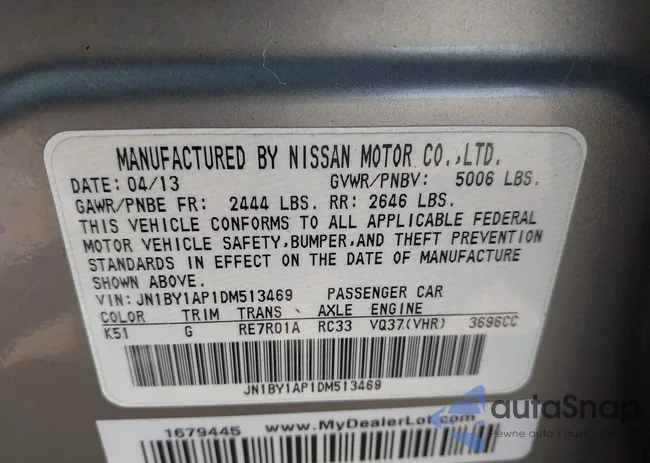 MANUFACTURED BY NISSAN MOTOR CO.,LTD.
DATE: 04/13 GVWR/PNBV: 5006 LBS.
GAWR/PNBE FR: 2444 LBS. RR: 2646 LBS.
THIS VEHICLE CONFORMS TO ALL APPLICABLE FEDERAL
MOTOR VEHICLE SAFETY,BUMPER,AND THEFT PREVENTION
STANDARDS IN EFFECT ON THE DATE OF MANUFACTURE
SHOWN ABOVE.
VIN: JN1BY1AP1DM513469 PASSENGER CAR
COLOR TRIM TRANS AXLE ENGINE
K51 G RE7R01A RC33 VQ37(VHR) 3696CC
JN1BY1AP1DM513469
1679445 www.MyDealerLot.com
autoSnap
Pewne auta z